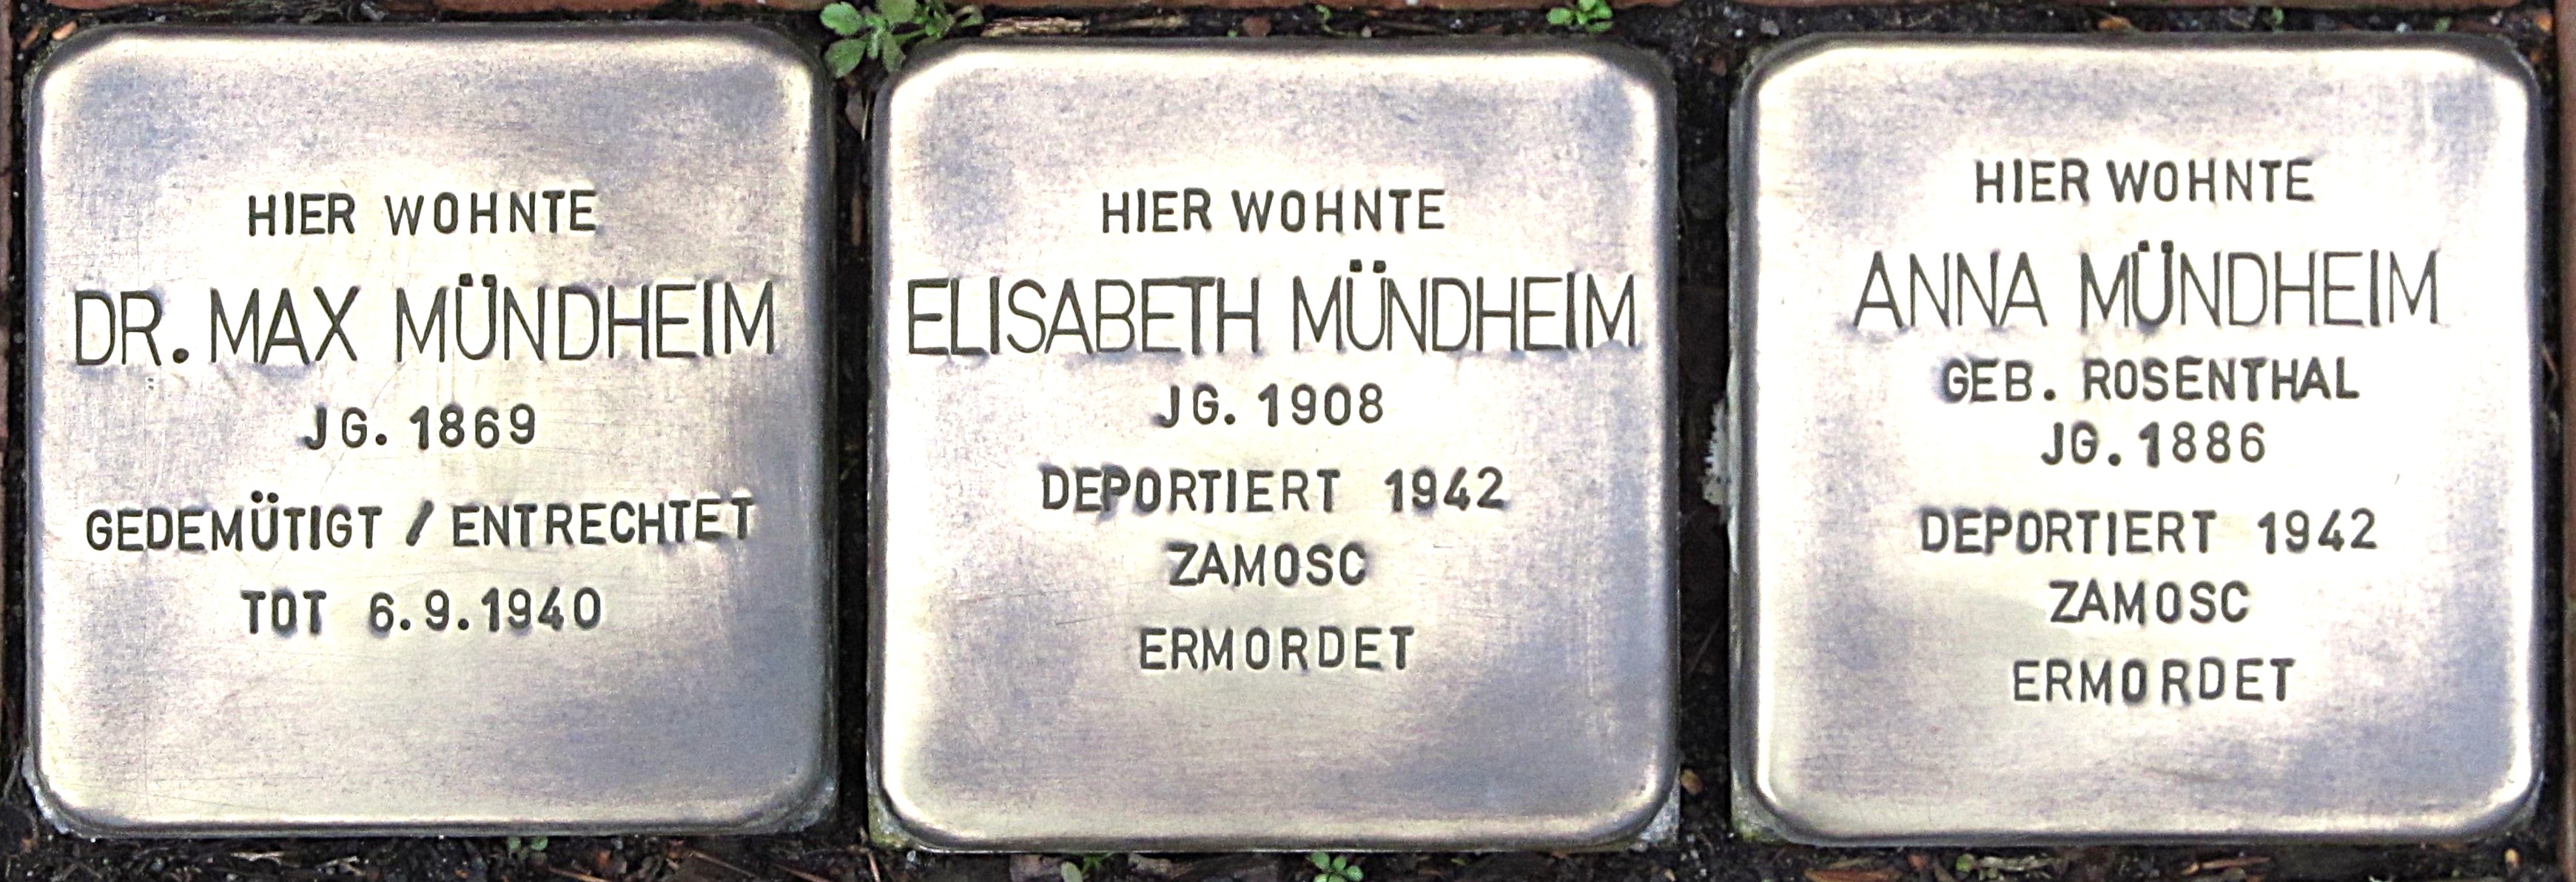 HIER WOHNTE
DR. MAX MÜNDHEIM
JG. 1869
GEDEMÜTIGT / ENTRECHTET
TOT 6.9.1940
HIER WOHNTE
ELISABETH MÜNDHEIM
JG. 1908
DEPORTIERT 1942
ZAMOSC
ERMORDET
HIER WOHNTE
ANNA MÜNDHEIM
GEB. ROSENTHAL
JG. 1886
DEPORTIERT 1942
ZAMOSC
ERMORDET